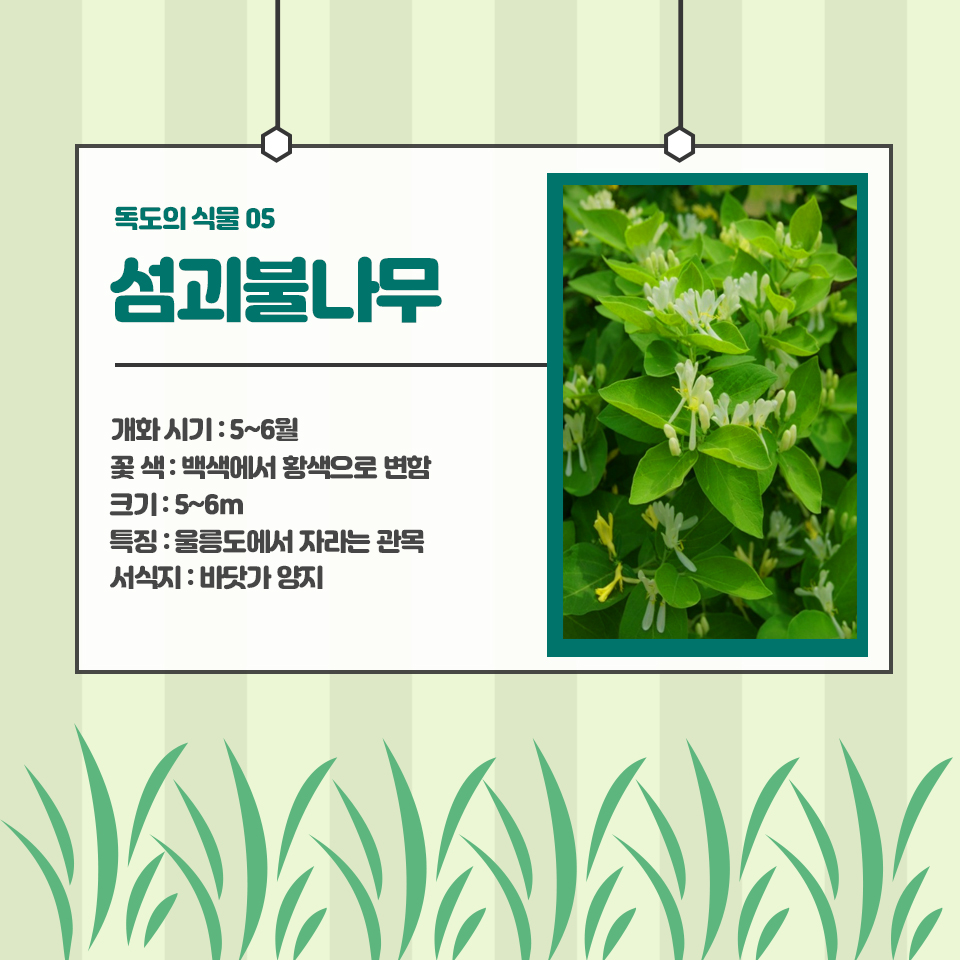 독도의 식물 05
섬괴불나무
개화 시기 : 5~6월
꽃 색 : 백색에서 황색으로 변함
크기 : 5~6m
특징 : 울릉도에서 자라는 관목
서식지 : 바닷가 양지